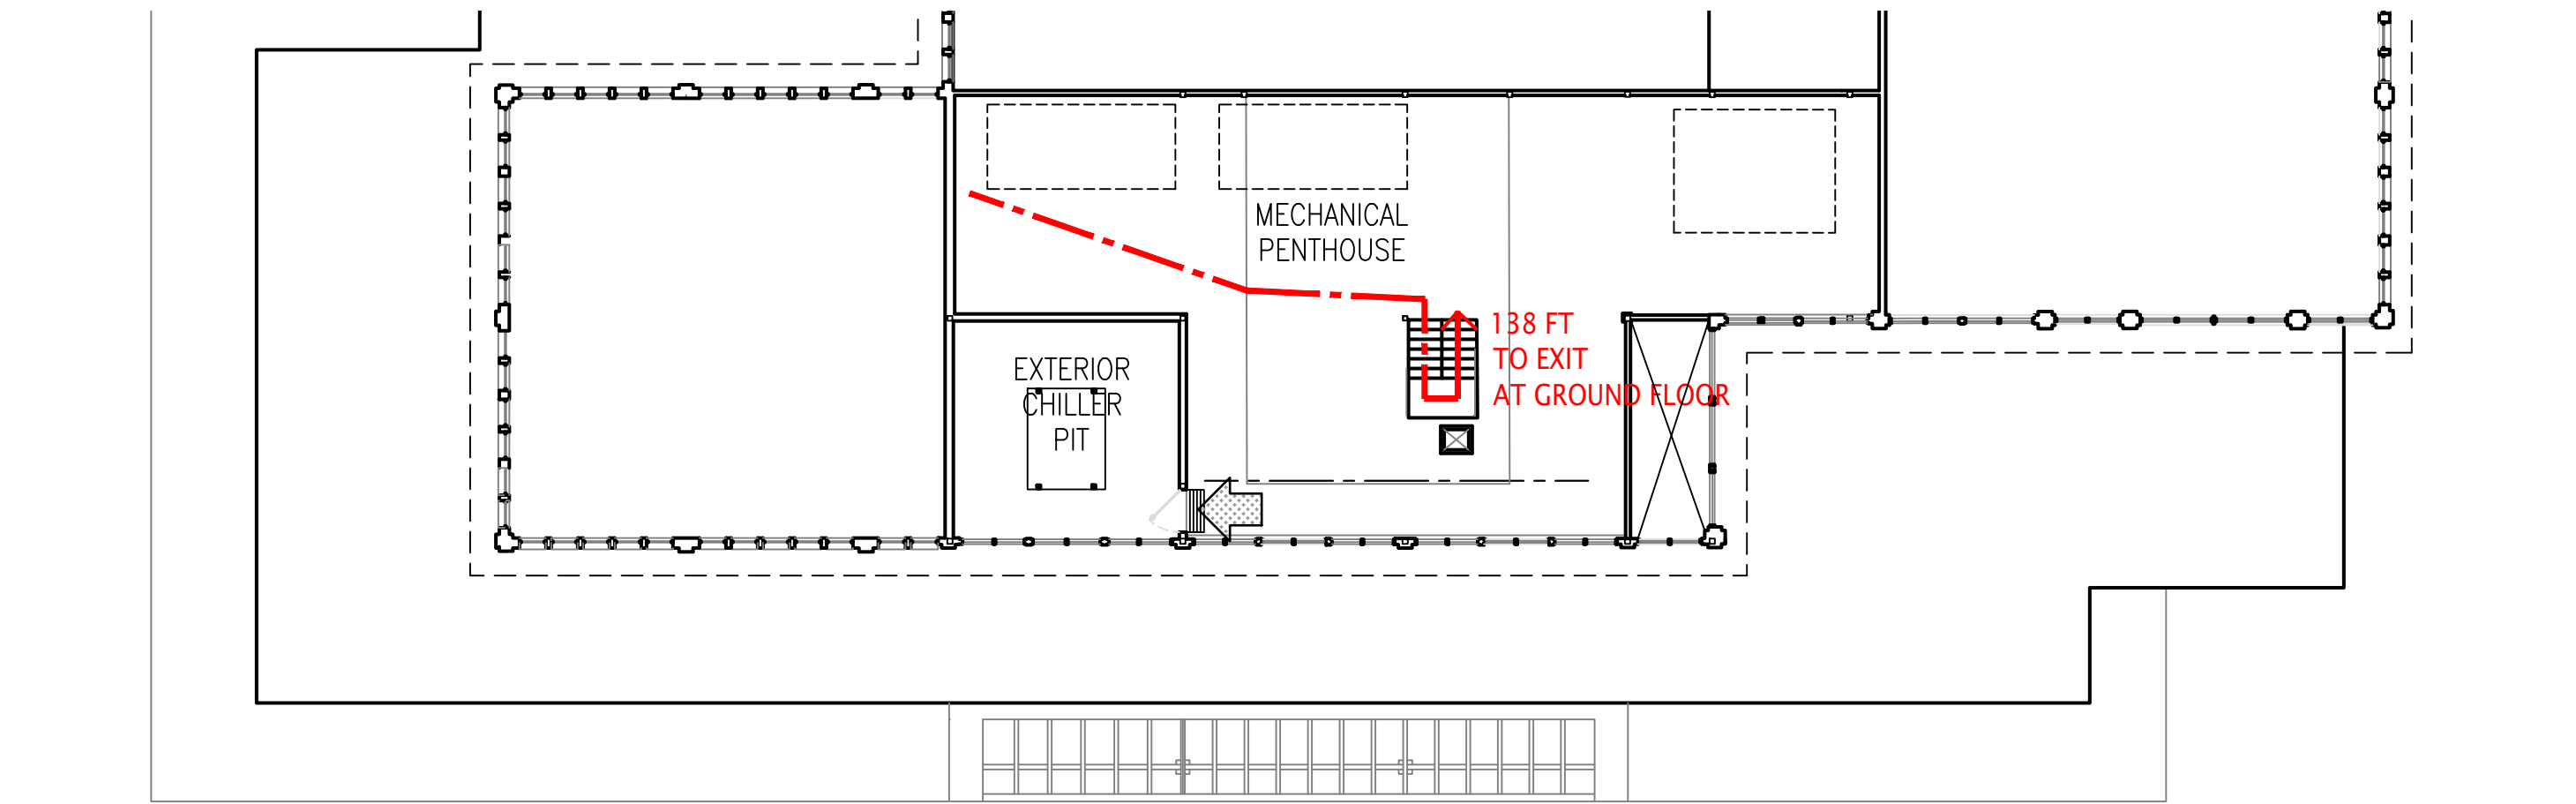 MECHANICAL
PENTHOUSE
138 FT
TO EXIT
AT GROUND FLOOR
EXTERIOR
CHILLER
PIT